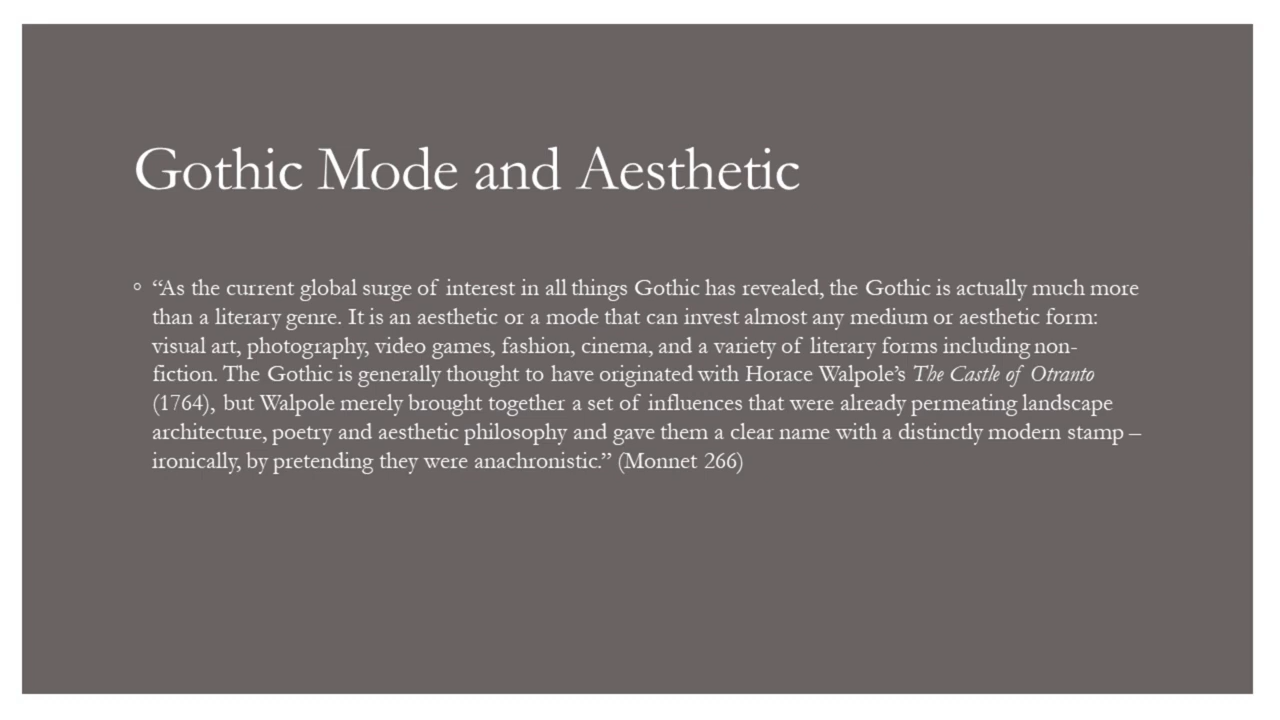 Gothic Mode and Aesthetic
“As the current global surge of interest in all things Gothic has revealed, the Gothic is actually much more
than a literary genre. It is an aesthetic or a mode that can invest almost any medium or aesthetic form:
visual art, photography, video games, fashion, cinema, and a variety of literary forms including non-
fiction. The Gothic is generally thought to have originated with Horace Walpole’s The Castle of Otranto
(1764), but Walpole merely brought together a set of influences that were already permeating landscape
architecture, poetry and aesthetic philosophy and gave them a clear name with a distinctly modern stamp –
ironically, by pretending they were anachronistic.” (Monnet 266)